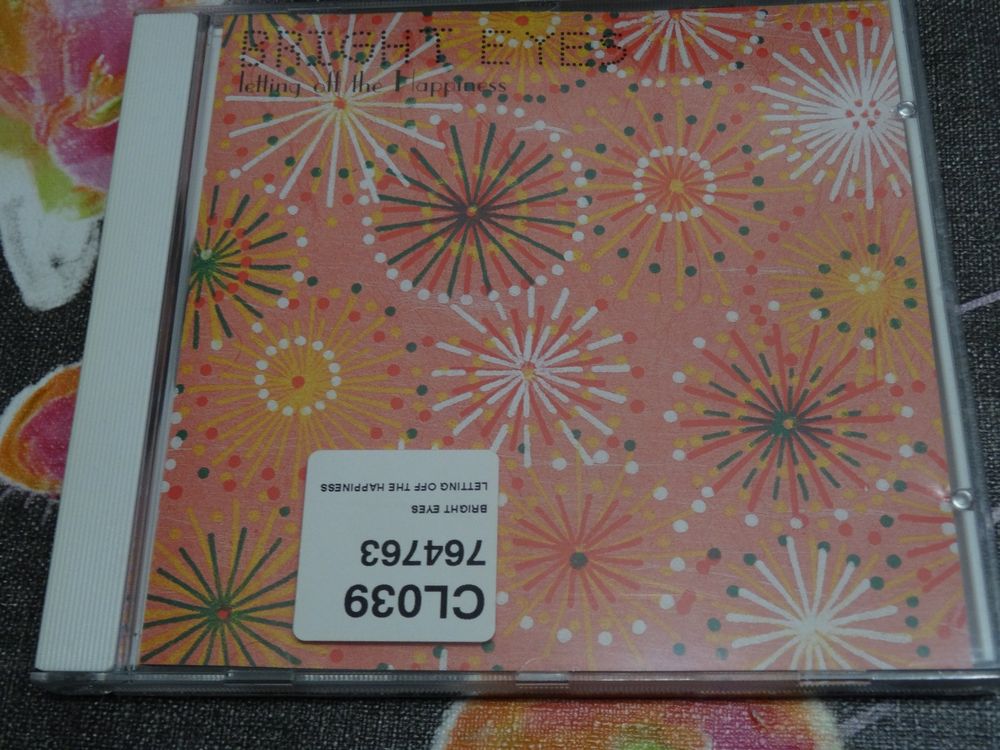 BRIGHT EYES
letting off the Happiness
CL039
764763
BRIGHT EYES
LETTING OFF THE HAPPINESS